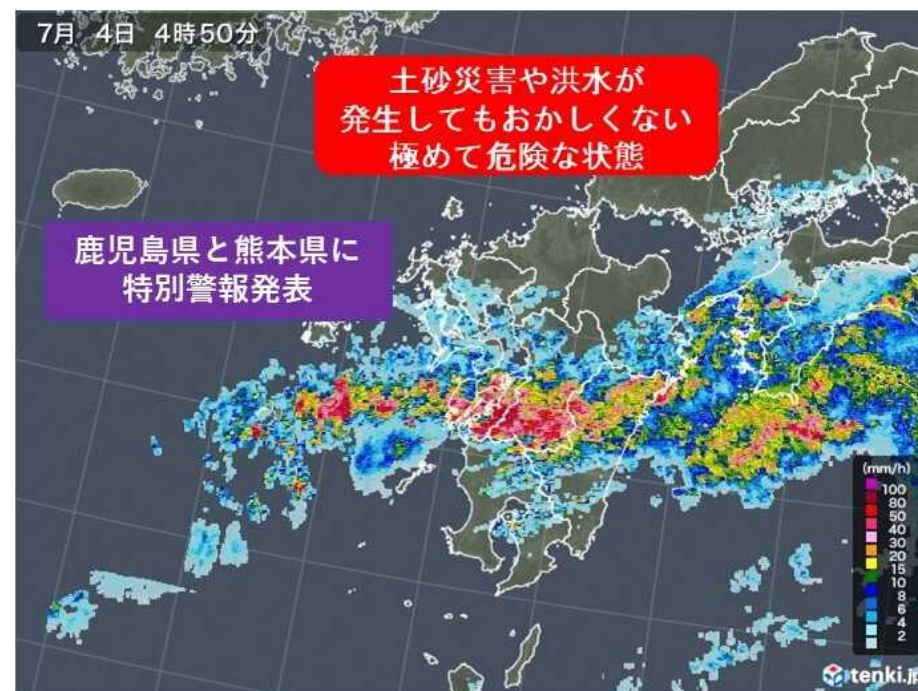 7月 4日 4時50分
土砂災害や洪水が
発生してもおかしくない
極めて危険な状態
鹿児島県と熊本県に
特別警報発表
(mm/h)
100
80
50
40
30
20
15
10
8
6
4
2
tenki.jp